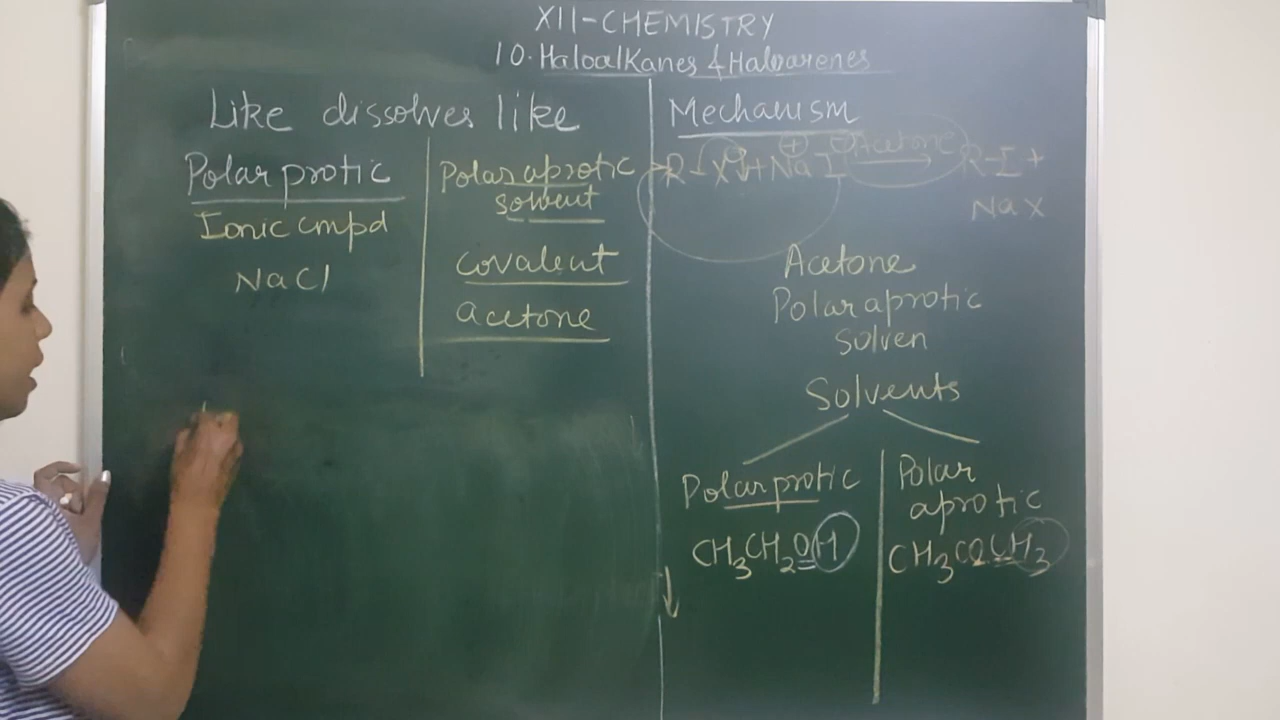 XII-CHEMISTRY
10. Haloalkanes & Haloarenes
Like dissolves like
Polar protic
Ionic cmpd
NaCl
Polar aprotic
solvent
Covalent
acetone
Mechanism
R-X + NaI Acetone R-I +
NaX
Acetone
Polar aprotic
Solven
Solvents
Polar protic
CH3CH2OH
Polar
aprotic
CH3COCH3